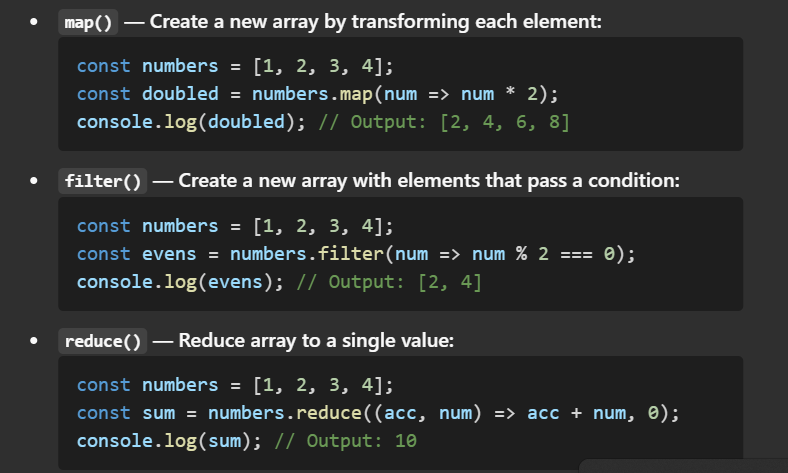 • map() — Create a new array by transforming each element:
const numbers = [1, 2, 3, 4];
const doubled = numbers.map(num => num * 2);
console.log(doubled); // Output: [2, 4, 6, 8]
• filter() — Create a new array with elements that pass a condition:
const numbers = [1, 2, 3, 4];
const evens = numbers.filter(num => num % 2 === 0);
console.log(evens); // Output: [2, 4]
• reduce() — Reduce array to a single value:
const numbers = [1, 2, 3, 4];
const sum = numbers.reduce((acc, num) => acc + num, 0);
console.log(sum); // Output: 10